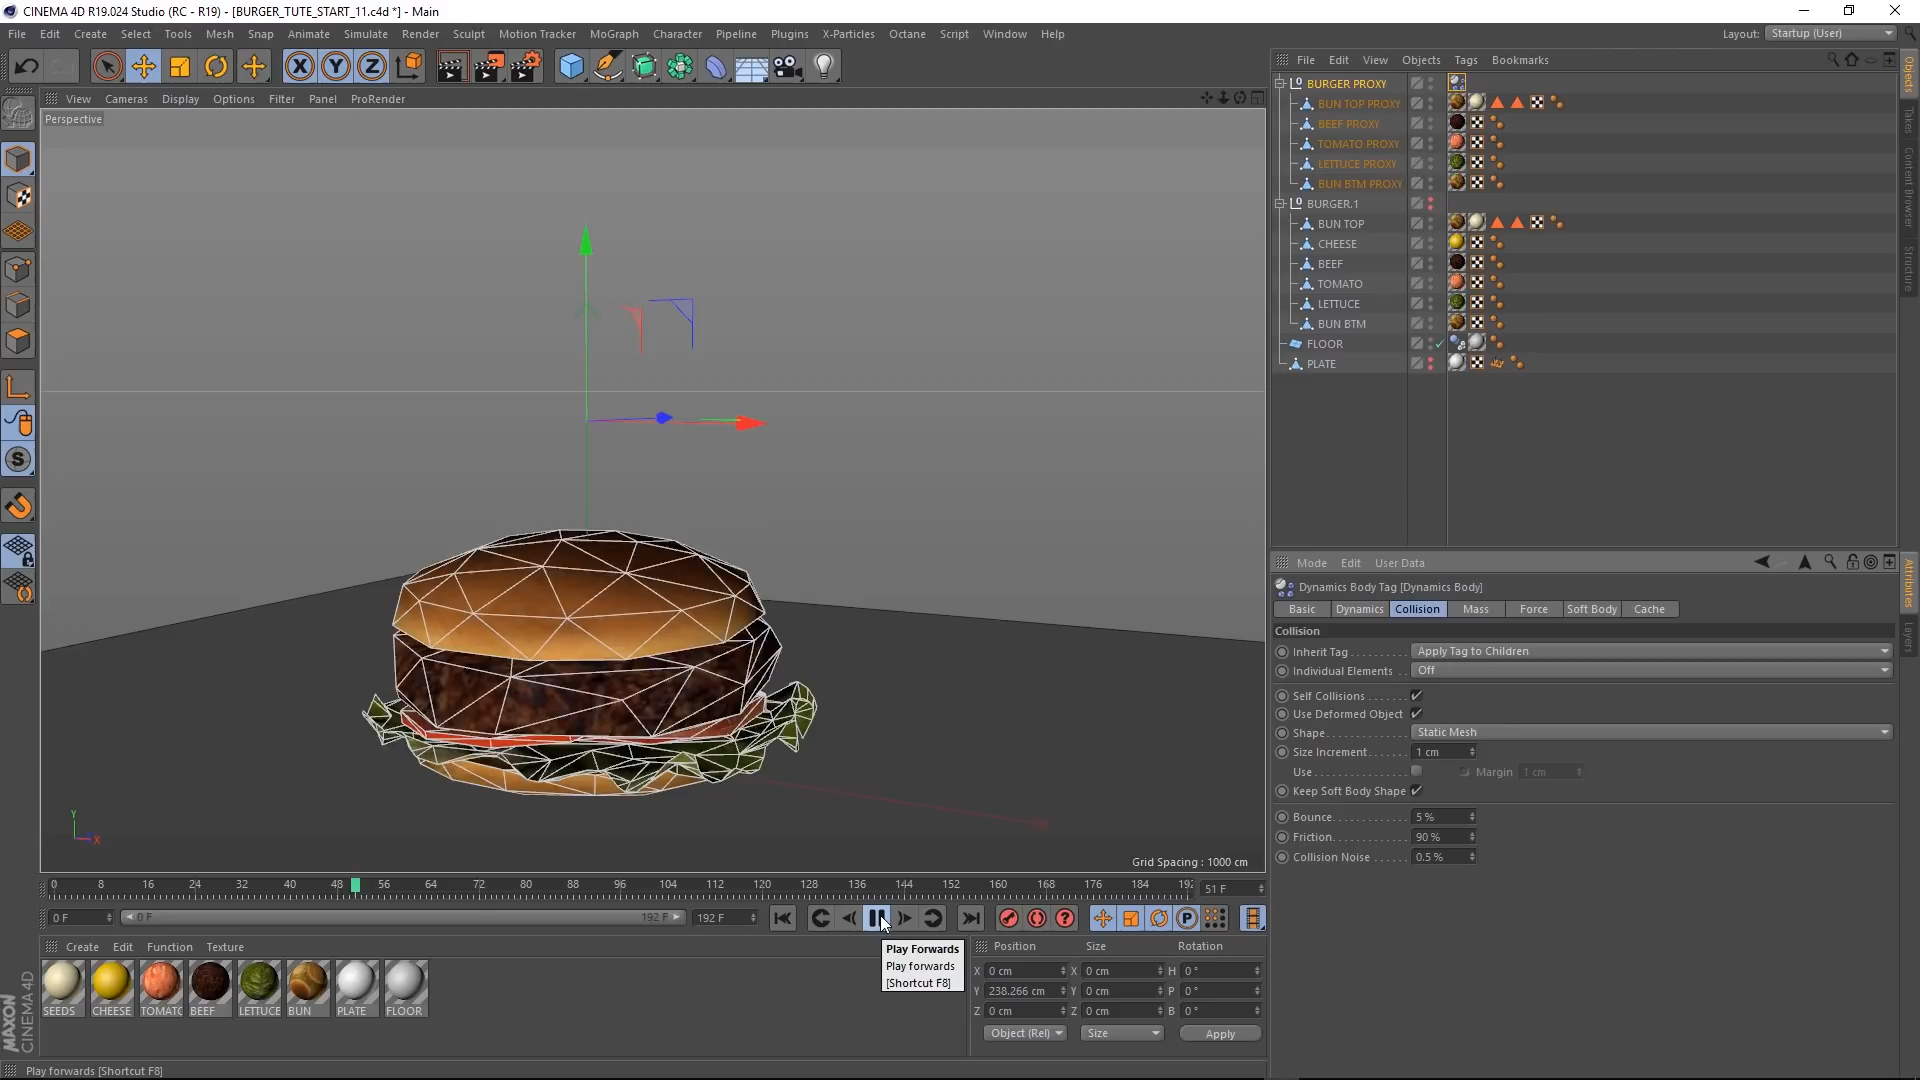 CINEMA 4D R19.024 Studio (RC - R19) - [BURGER_TUTE_START_11.c4d *] - Main
File Edit Create Select Tools Mesh Snap Animate Simulate Render Sculpt Motion Tracker MoGraph Character Pipeline Plugins X-Particles Octane Script Window Help
Layout: Startup (User)
X Y Z
View Cameras Display Options Filter Panel ProRender
Perspective
S
Y
X
Grid Spacing : 1000 cm
File Edit View Objects Tags Bookmarks
BURGER PROXY
BUN TOP PROXY
BEEF PROXY
TOMATO PROXY
LETTUCE PROXY
BUN BTM PROXY
BURGER.1
BUN TOP
CHEESE
BEEF
TOMATO
LETTUCE
BUN BTM
FLOOR
PLATE
Objects
Takes
Content Browser
Structure
Mode Edit User Data
Dynamics Body Tag [Dynamics Body]
Basic Dynamics Collision Mass Force Soft Body Cache
Collision
Inherit Tag Apply Tag to Children
Individual Elements Off
Self Collisions
Use Deformed Object
Shape Static Mesh
Size Increment 1 cm
Use Margin 1 cm
Keep Soft Body Shape
Bounce 5 %
Friction 90 %
Collision Noise 0.5 %
Attributes
Layers
0 8 16 24 32 40 48 56 64 72 80 88 96 104 112 120 128 136 144 152 160 168 176 184 192 51 F
0 F 0 F 192 F 192 F
Create Edit Function Texture
SEEDS CHEESE TOMATO BEEF LETTUCE BUN PLATE FLOOR
Play Forwards
Play forwards
[Shortcut F8]
Position Size Rotation
X 0 cm X 0 cm H 0 °
Y 238.266 cm Y 0 cm P 0 °
Z 0 cm Z 0 cm B 0 °
Object (Rel) Size Apply
MAXON
CINEMA 4D
Play forwards [Shortcut F8]